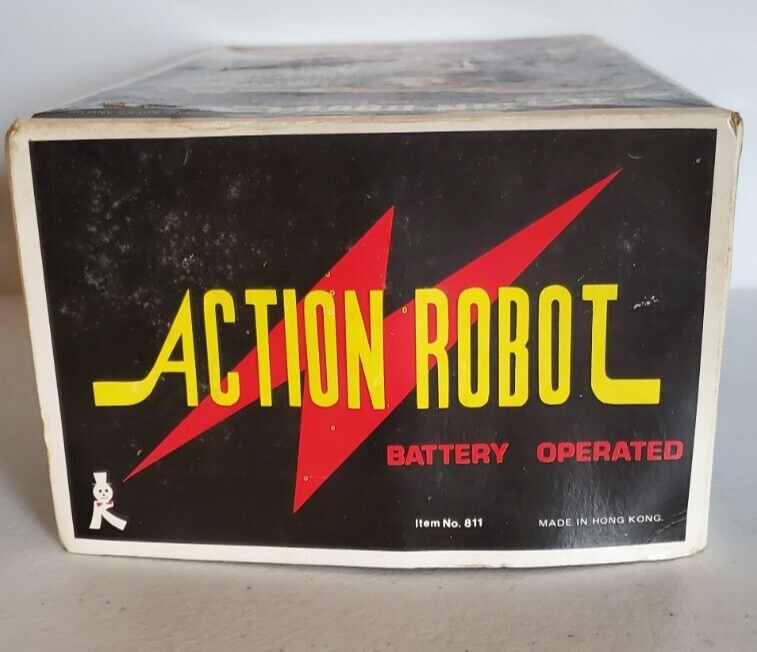 ACTION ROBOT
BATTERY OPERATED
Item No. 811
MADE IN HONG KONG.